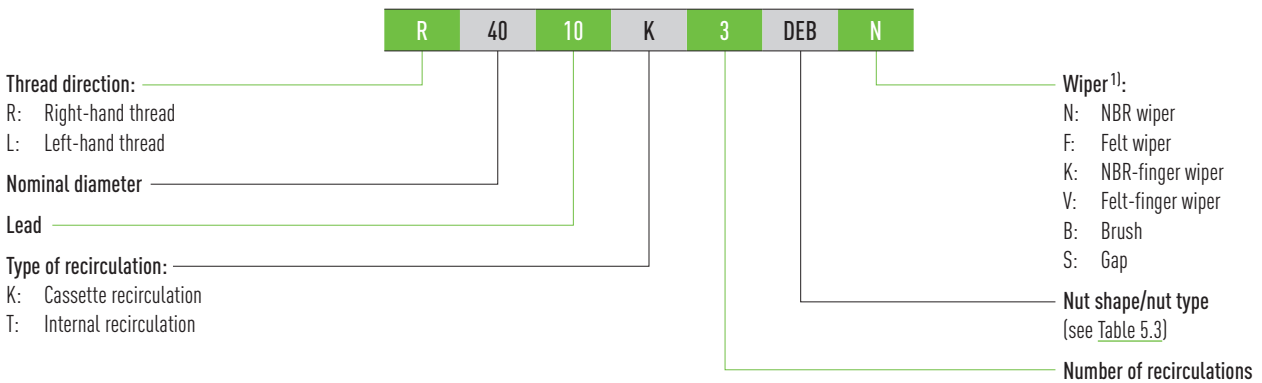 R 40 10 K 3 DEB N
Thread direction:
R: Right-hand thread
L: Left-hand thread
Nominal diameter
Lead
Type of recirculation:
K: Cassette recirculation
T: Internal recirculation
Wiper 1):
N: NBR wiper
F: Felt wiper
K: NBR-finger wiper
V: Felt-finger wiper
B: Brush
S: Gap
Nut shape/nut type
(see Table 5.3)
Number of recirculations